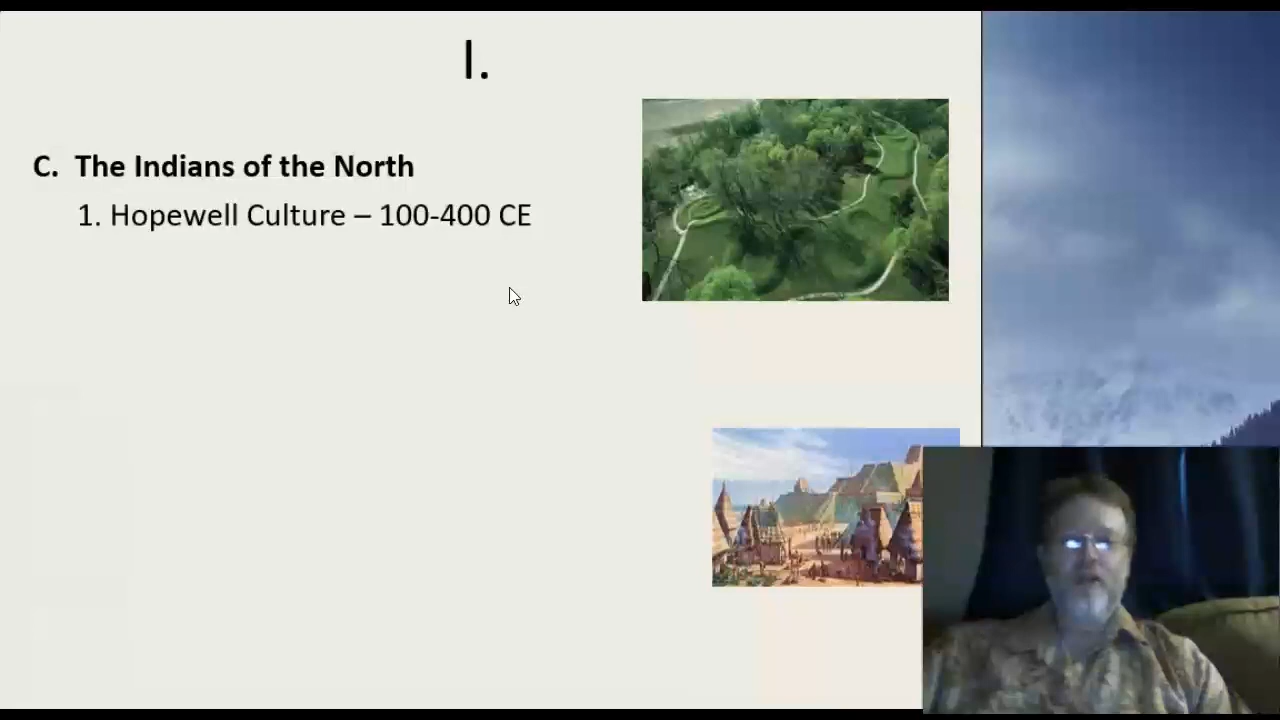 I.
C. The Indians of the North
1. Hopewell Culture – 100-400 CE